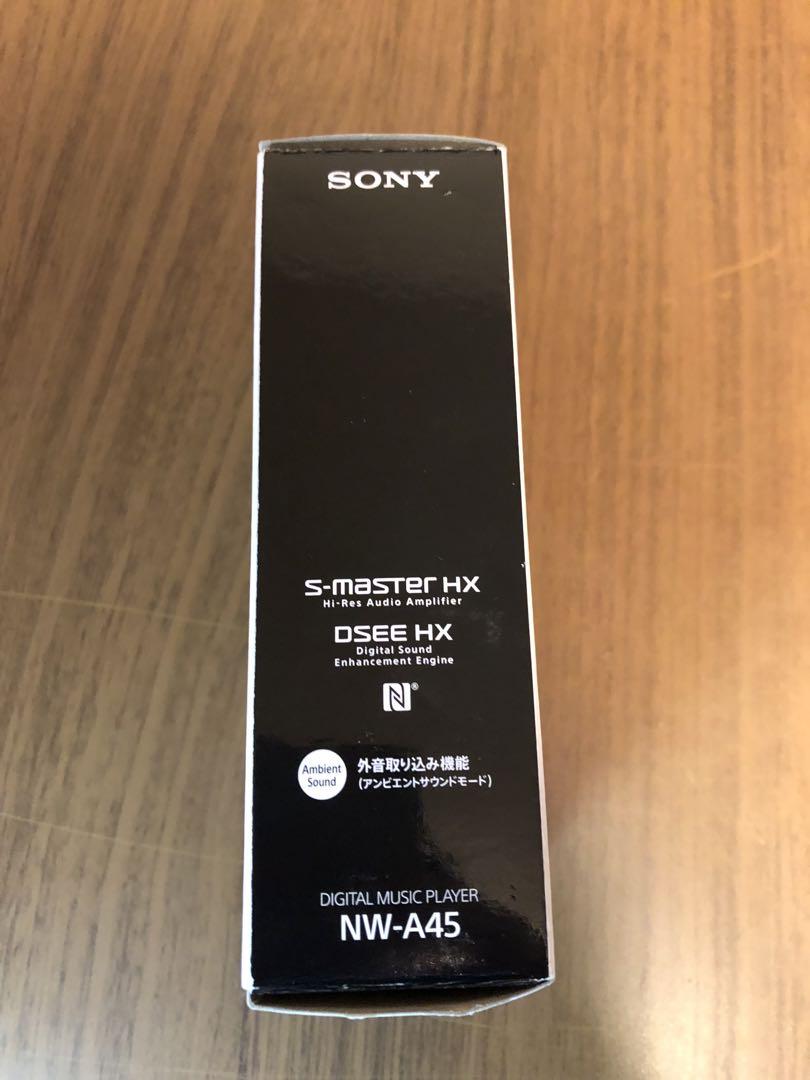 SONY
S-master HX
Hi-Res Audio Amplifier
DSEE HX
Digital Sound
Enhancement Engine
N®
Ambient
Sound
外音取り込み機能
(アンビエントサウンドモード)
DIGITAL MUSIC PLAYER
NW-A45